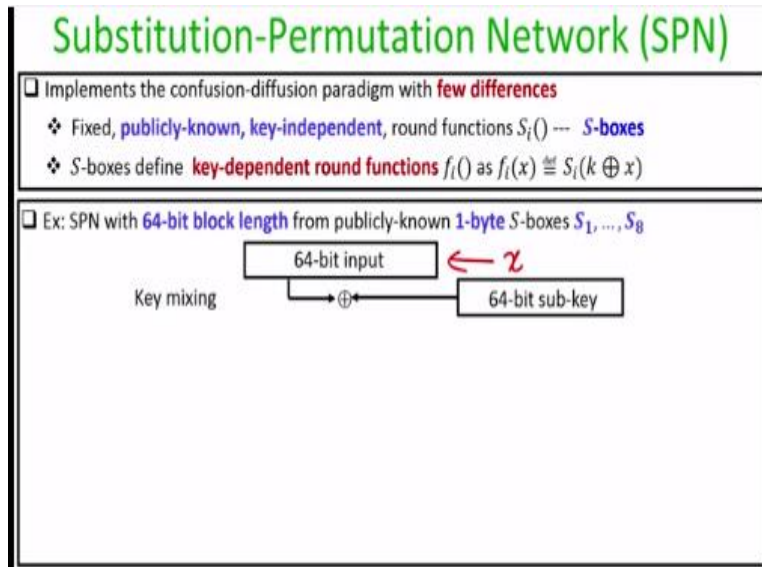 Substitution-Permutation Network (SPN)
❑ Implements the confusion-diffusion paradigm with few differences
❖ Fixed, publicly-known, key-independent, round functions Sᵢ() --- S-boxes
❖ S-boxes define key-dependent round functions fᵢ() as fᵢ(x) ≝ Sᵢ(k ⊕ x)
❑ Ex: SPN with 64-bit block length from publicly-known 1-byte S-boxes S₁, ..., S₈
64-bit input ← x
Key mixing ⊕ 64-bit sub-key